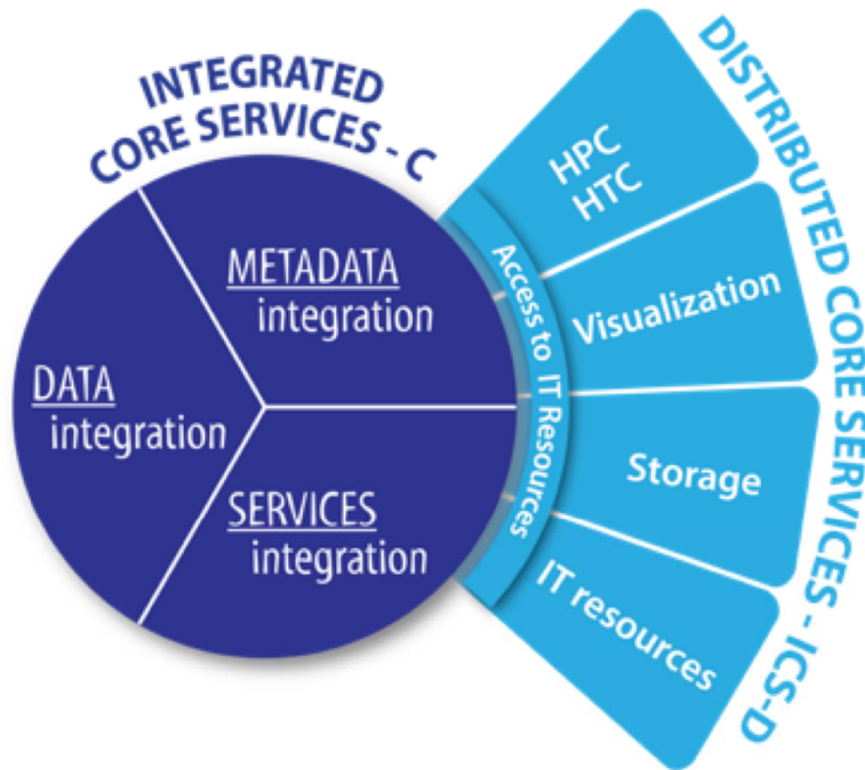 INTEGRATED
CORE SERVICES - C
METADATA
integration
DATA
integration
SERVICES
integration
Access to IT Resources
HPC
HTC
Visualization
Storage
IT resources
DISTRIBUTED CORE SERVICES - ICS-D